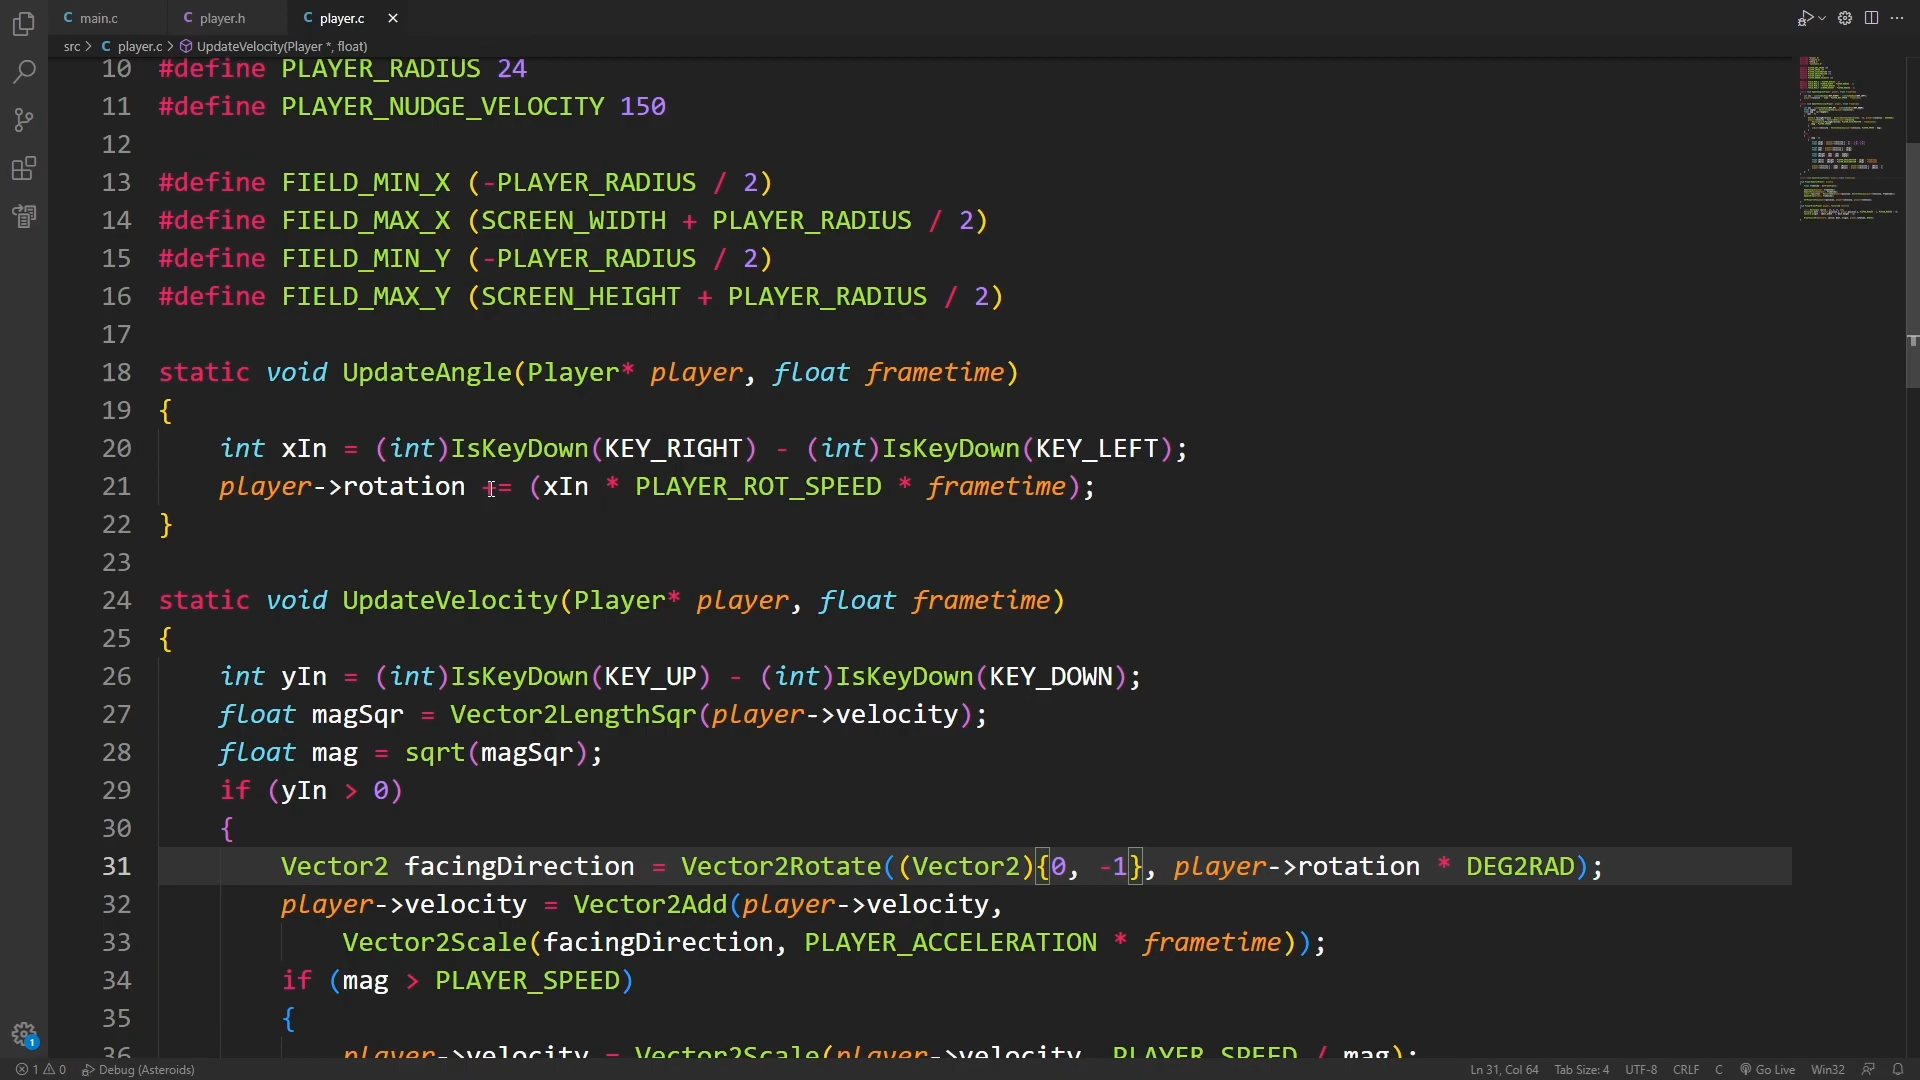 main.c player.h player.c
src > player.c > UpdateVelocity(Player *, float)
10 #define PLAYER_RADIUS 24
11 #define PLAYER_NUDGE_VELOCITY 150
12
13 #define FIELD_MIN_X (-PLAYER_RADIUS / 2)
14 #define FIELD_MAX_X (SCREEN_WIDTH + PLAYER_RADIUS / 2)
15 #define FIELD_MIN_Y (-PLAYER_RADIUS / 2)
16 #define FIELD_MAX_Y (SCREEN_HEIGHT + PLAYER_RADIUS / 2)
17
18 static void UpdateAngle(Player* player, float frametime)
19 {
20 int xIn = (int)IsKeyDown(KEY_RIGHT) - (int)IsKeyDown(KEY_LEFT);
21 player->rotation += (xIn * PLAYER_ROT_SPEED * frametime);
22 }
23
24 static void UpdateVelocity(Player* player, float frametime)
25 {
26 int yIn = (int)IsKeyDown(KEY_UP) - (int)IsKeyDown(KEY_DOWN);
27 float magSqr = Vector2LengthSqr(player->velocity);
28 float mag = sqrt(magSqr);
29 if (yIn > 0)
30 {
31 Vector2 facingDirection = Vector2Rotate((Vector2){0, -1}, player->rotation * DEG2RAD);
32 player->velocity = Vector2Add(player->velocity,
33 Vector2Scale(facingDirection, PLAYER_ACCELERATION * frametime));
34 if (mag > PLAYER_SPEED)
35 {
36 player->velocity = Vector2Scale(player->velocity, PLAYER_SPEED / mag);
1 0 Debug (Asteroids) Ln 31, Col 64 Tab Size: 4 UTF-8 CRLF C Go Live Win32